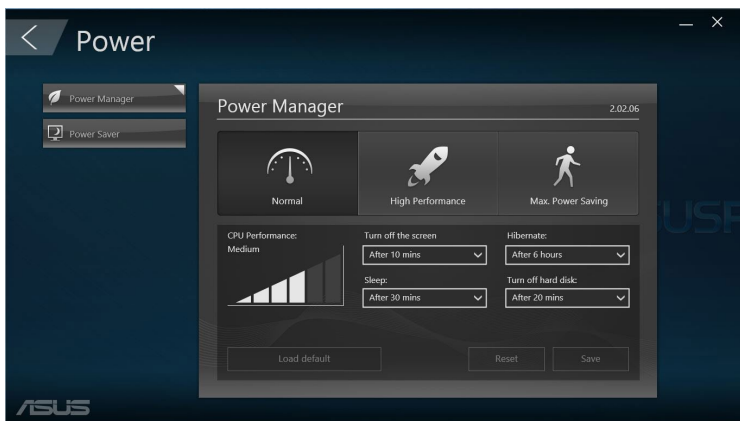 Power
Power Manager
Power Saver
Power Manager
2.02.06
Normal
High Performance
Max. Power Saving
CPU Performance:
Medium
Turn off the screen
After 10 mins
Hibernate:
After 6 hours
Sleep:
After 30 mins
Turn off hard disk:
After 20 mins
Load default
Reset
Save
ASUS